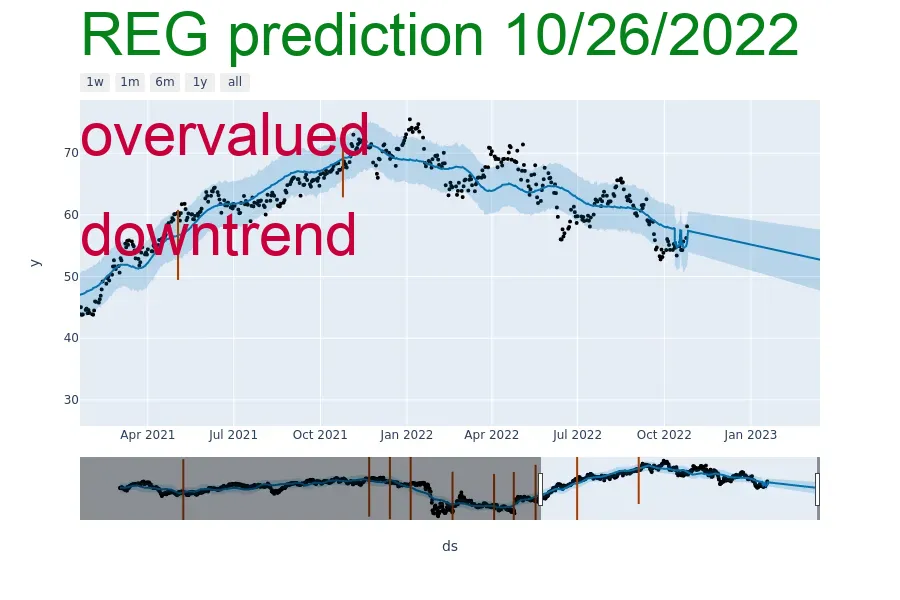 REG prediction 10/26/2022
1w 1m 6m 1y all
overvalued
70
60
downtrend
y
50
40
30
Apr 2021 Jul 2021 Oct 2021 Jan 2022 Apr 2022 Jul 2022 Oct 2022 Jan 2023
ds